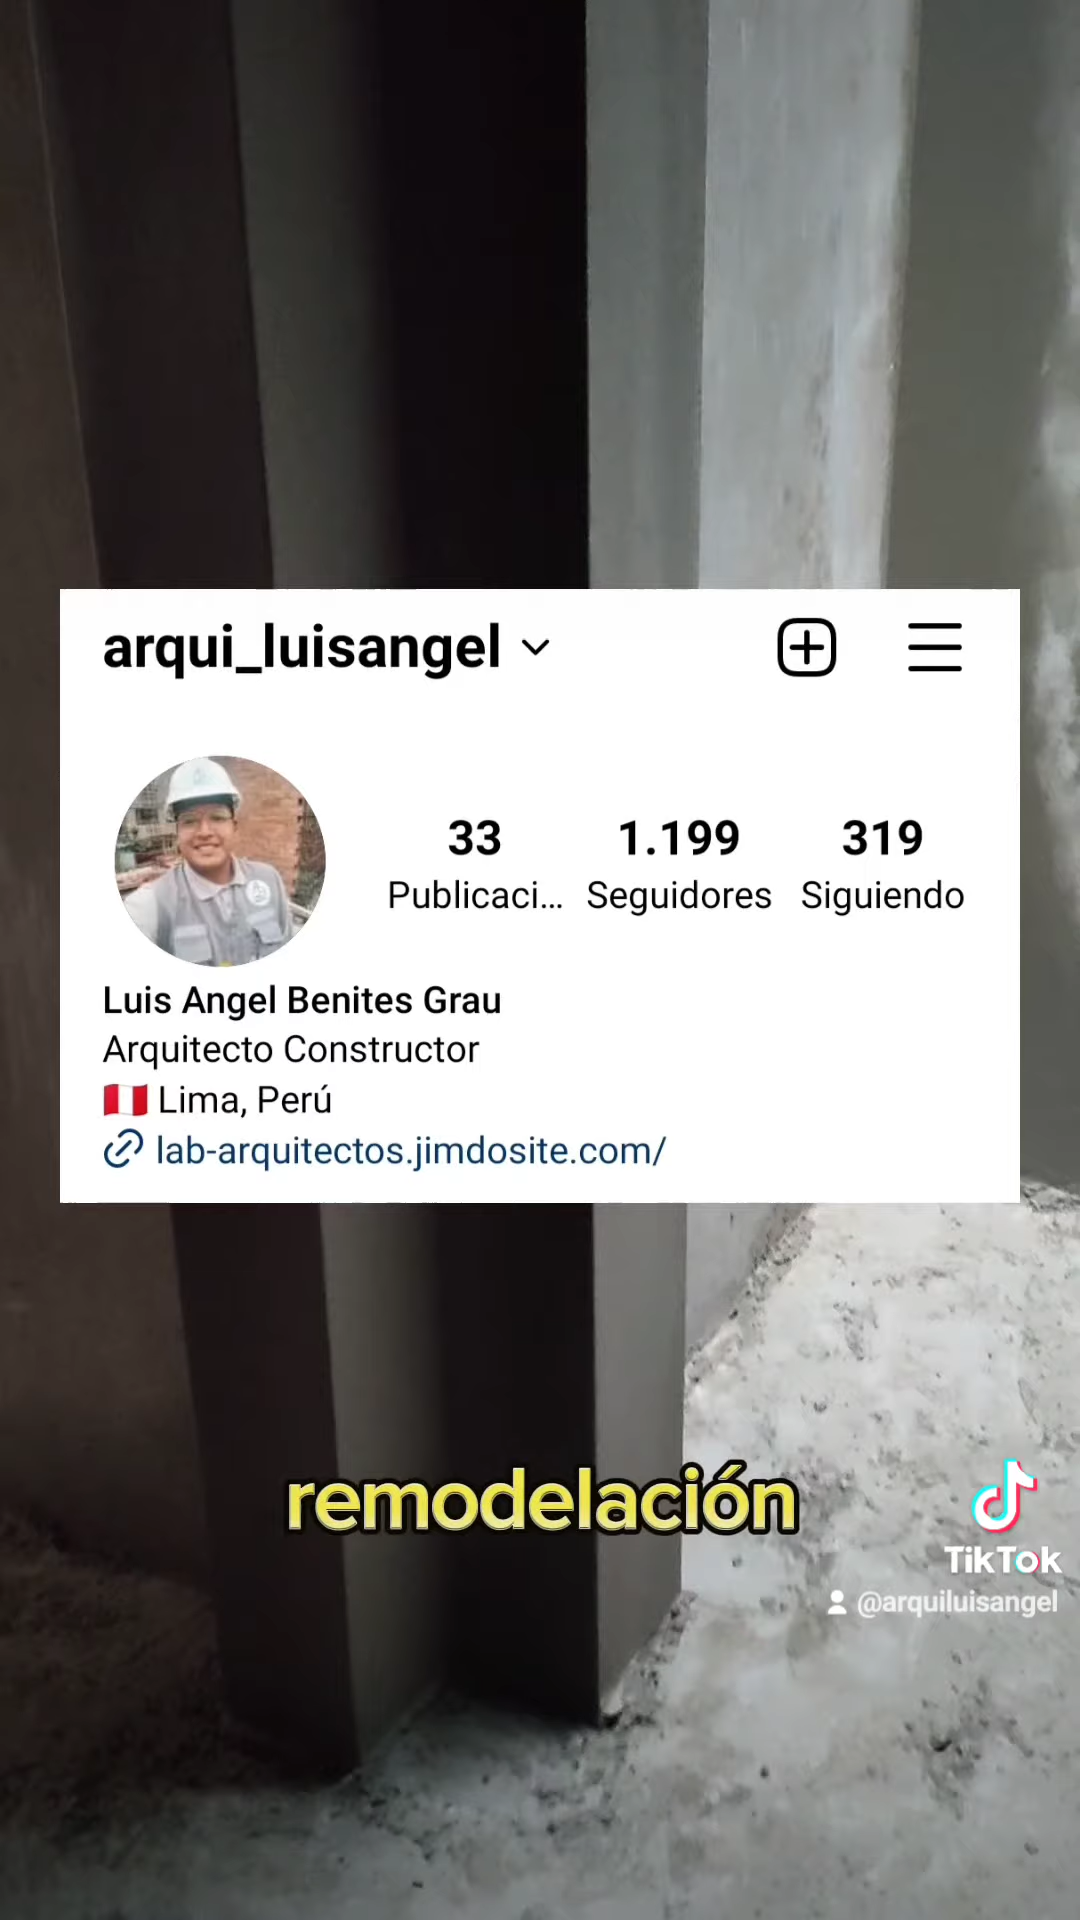 arqui_luisangel
33 1.199 319
Publicaci... Seguidores Siguiendo
Luis Angel Benites Grau
Arquitecto Constructor
🇵🇪 Lima, Perú
lab-arquitectos.jimdosite.com/
remodelación
TikTok
@arquiluisangel